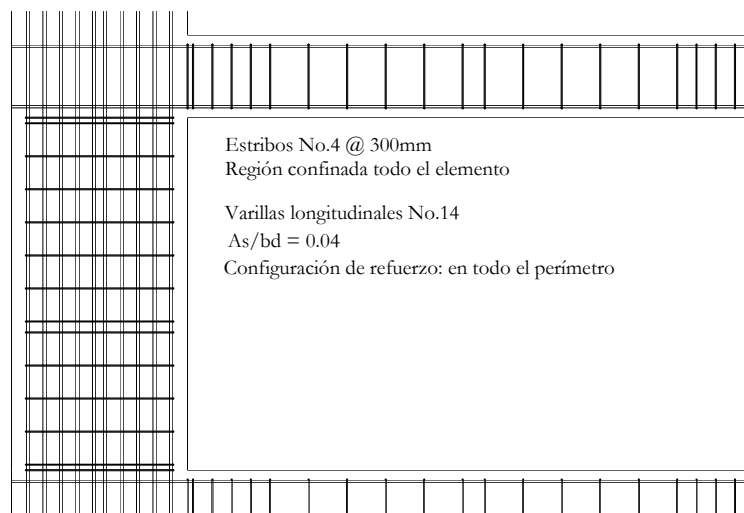 Estribos No.4 @ 300mm
Región confinada todo el elemento
Varillas longitudinales No.14
As/bd = 0.04
Configuración de refuerzo: en todo el perímetro